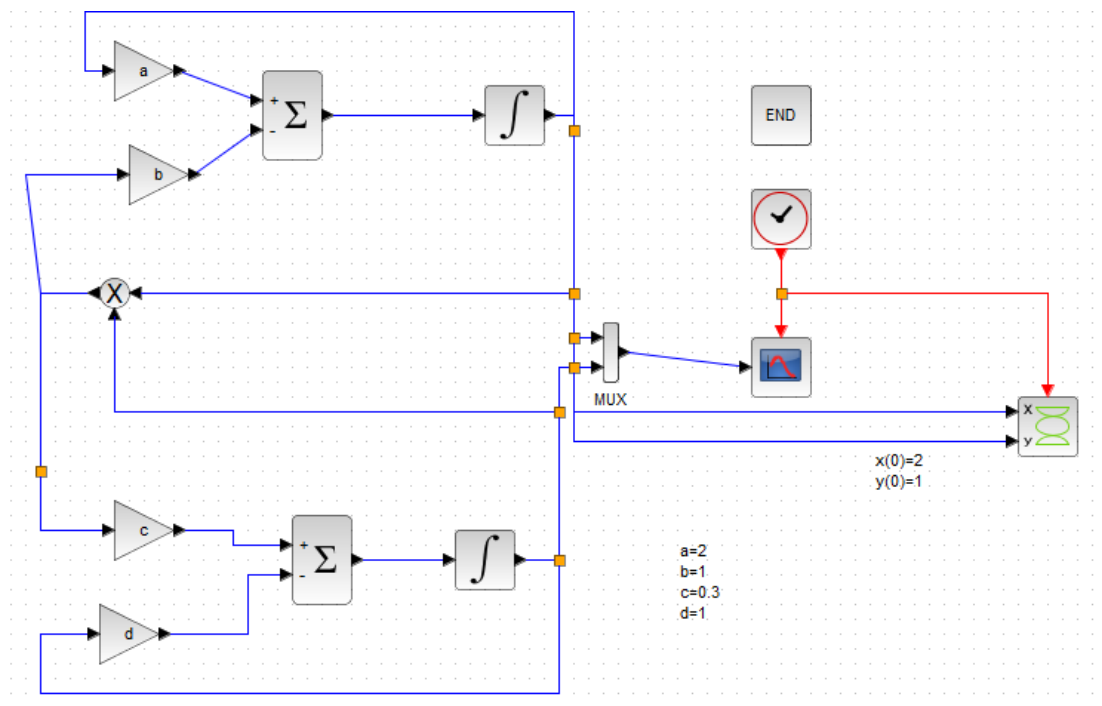 a
+
-
Σ
∫
END
b
X
MUX
x
y
x(0)=2
y(0)=1
c
+
-
Σ
∫
a=2
b=1
c=0.3
d=1
d